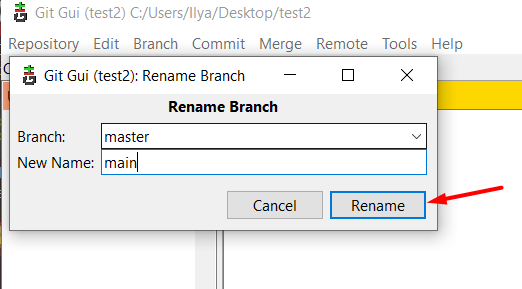 Git Gui (test2) C:/Users/Ilya/Desktop/test2
Repository Edit Branch Commit Merge Remote Tools Help
Git Gui (test2): Rename Branch
Rename Branch
Branch: master
New Name: main
Cancel Rename